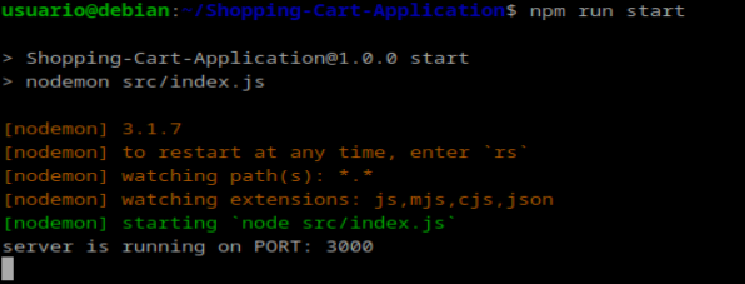 usuario@debian:~/Shopping-Cart-Application$ npm run start
> Shopping-Cart-Application@1.0.0 start
> nodemon src/index.js
[nodemon] 3.1.7
[nodemon] to restart at any time, enter `rs`
[nodemon] watching path(s): *.*
[nodemon] watching extensions: js,mjs,cjs,json
[nodemon] starting `node src/index.js`
server is running on PORT: 3000